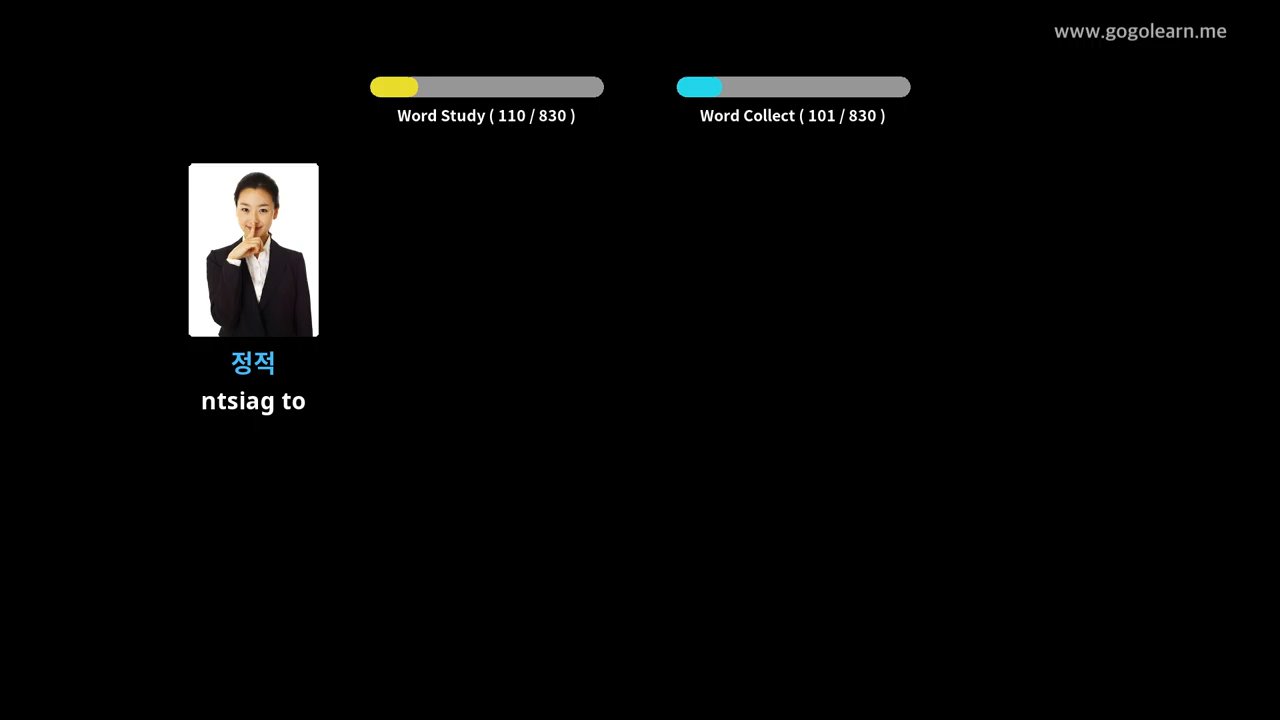 www.gogolearn.me
Word Study ( 110 / 830 )
Word Collect ( 101 / 830 )
정적
ntsiag to